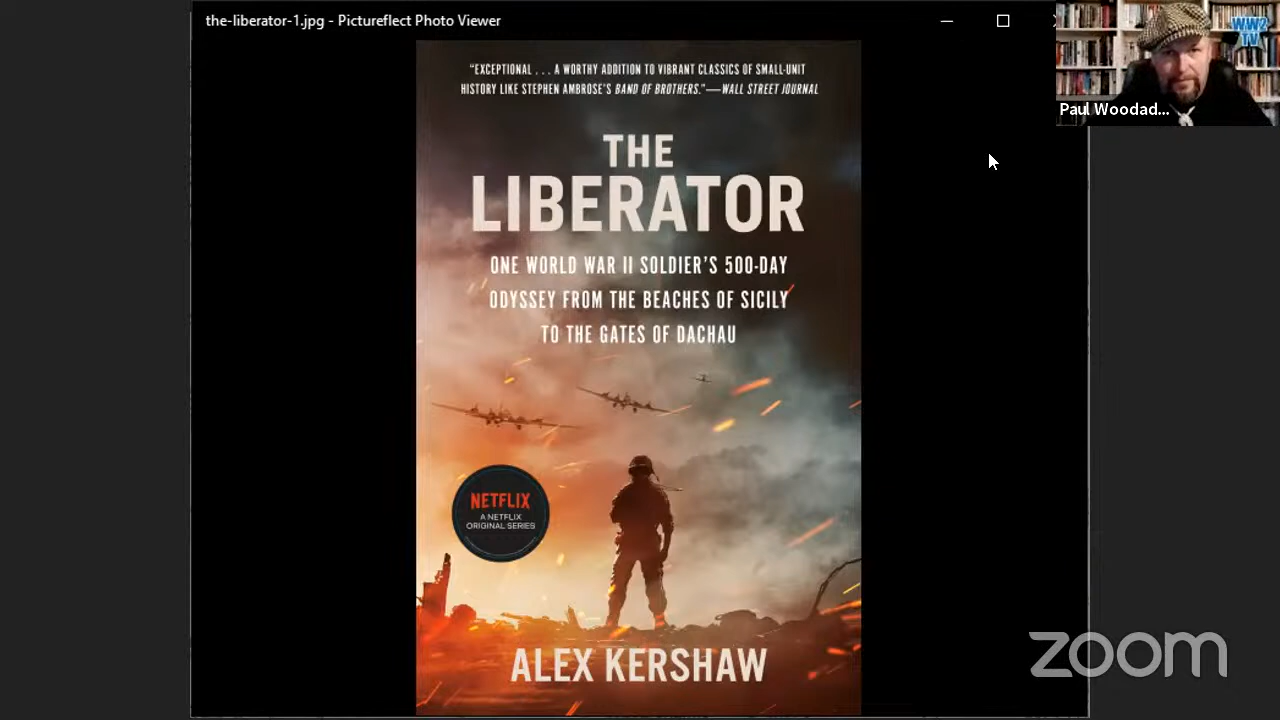 the-liberator-1.jpg - Pictureflect Photo Viewer
WW2
TV
Paul Woodad...
“EXCEPTIONAL . . . A WORTHY ADDITION TO VIBRANT CLASSICS OF SMALL-UNIT
HISTORY LIKE STEPHEN AMBROSE’S BAND OF BROTHERS.”—WALL STREET JOURNAL
THE
LIBERATOR
ONE WORLD WAR II SOLDIER’S 500-DAY
ODYSSEY FROM THE BEACHES OF SICILY
TO THE GATES OF DACHAU
NETFLIX
A NETFLIX
ORIGINAL SERIES
ALEX KERSHAW
zoom